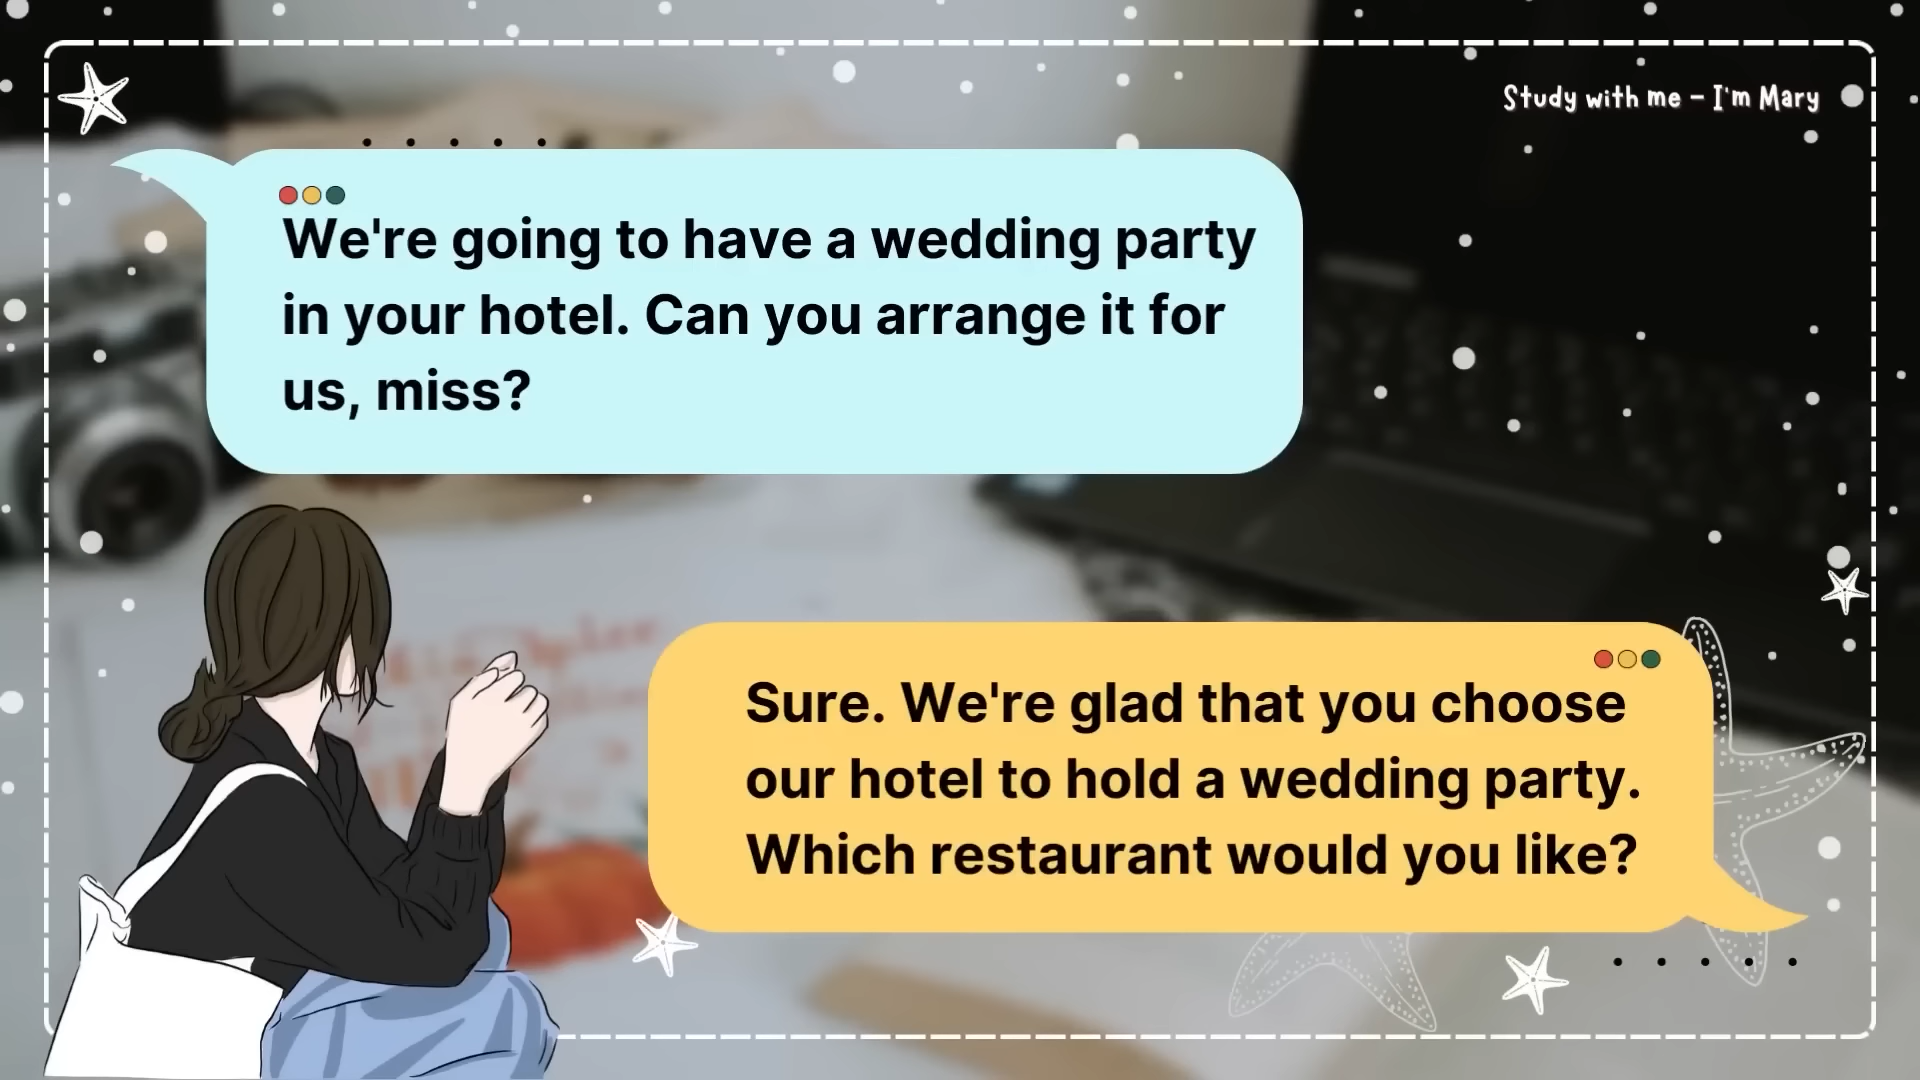 Study with me - I'm Mary
We're going to have a wedding party
in your hotel. Can you arrange it for
us, miss?
Sure. We're glad that you choose
our hotel to hold a wedding party.
Which restaurant would you like?